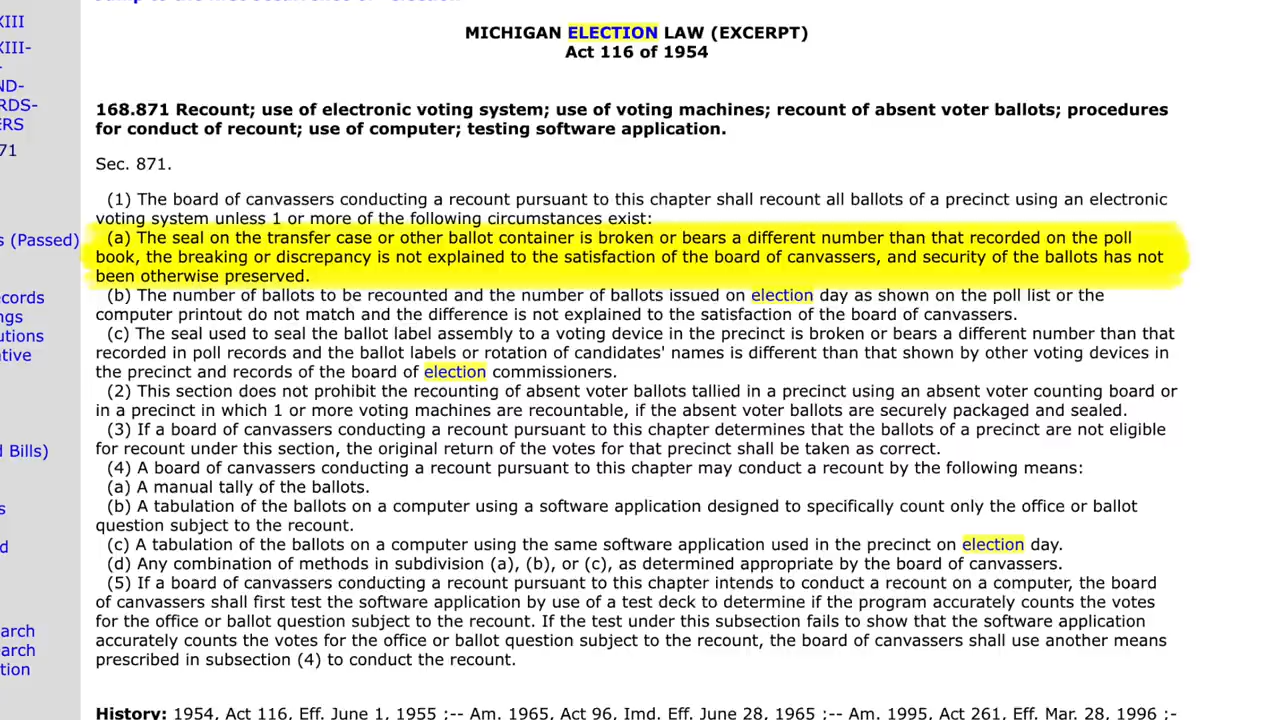 XIII
XIII-
-
ND-
RDS-
ERS
71
s (Passed)
ecords
ngs
utions
ative
d Bills)
s
d
arch
arch
tion
MICHIGAN ELECTION LAW (EXCERPT)
Act 116 of 1954
168.871 Recount; use of electronic voting system; use of voting machines; recount of absent voter ballots; procedures
for conduct of recount; use of computer; testing software application.
Sec. 871.
(1) The board of canvassers conducting a recount pursuant to this chapter shall recount all ballots of a precinct using an electronic
voting system unless 1 or more of the following circumstances exist:
(a) The seal on the transfer case or other ballot container is broken or bears a different number than that recorded on the poll
book, the breaking or discrepancy is not explained to the satisfaction of the board of canvassers, and security of the ballots has not
been otherwise preserved.
(b) The number of ballots to be recounted and the number of ballots issued on election day as shown on the poll list or the
computer printout do not match and the difference is not explained to the satisfaction of the board of canvassers.
(c) The seal used to seal the ballot label assembly to a voting device in the precinct is broken or bears a different number than that
recorded in poll records and the ballot labels or rotation of candidates' names is different than that shown by other voting devices in
the precinct and records of the board of election commissioners.
(2) This section does not prohibit the recounting of absent voter ballots tallied in a precinct using an absent voter counting board or
in a precinct in which 1 or more voting machines are recountable, if the absent voter ballots are securely packaged and sealed.
(3) If a board of canvassers conducting a recount pursuant to this chapter determines that the ballots of a precinct are not eligible
for recount under this section, the original return of the votes for that precinct shall be taken as correct.
(4) A board of canvassers conducting a recount pursuant to this chapter may conduct a recount by the following means:
(a) A manual tally of the ballots.
(b) A tabulation of the ballots on a computer using a software application designed to specifically count only the office or ballot
question subject to the recount.
(c) A tabulation of the ballots on a computer using the same software application used in the precinct on election day.
(d) Any combination of methods in subdivision (a), (b), or (c), as determined appropriate by the board of canvassers.
(5) If a board of canvassers conducting a recount pursuant to this chapter intends to conduct a recount on a computer, the board
of canvassers shall first test the software application by use of a test deck to determine if the program accurately counts the votes
for the office or ballot question subject to the recount. If the test under this subsection fails to show that the software application
accurately counts the votes for the office or ballot question subject to the recount, the board of canvassers shall use another means
prescribed in subsection (4) to conduct the recount.
History: 1954, Act 116, Eff. June 1, 1955 ;-- Am. 1965, Act 96, Imd. Eff. June 28, 1965 ;-- Am. 1995, Act 261, Eff. Mar. 28, 1996 ;-